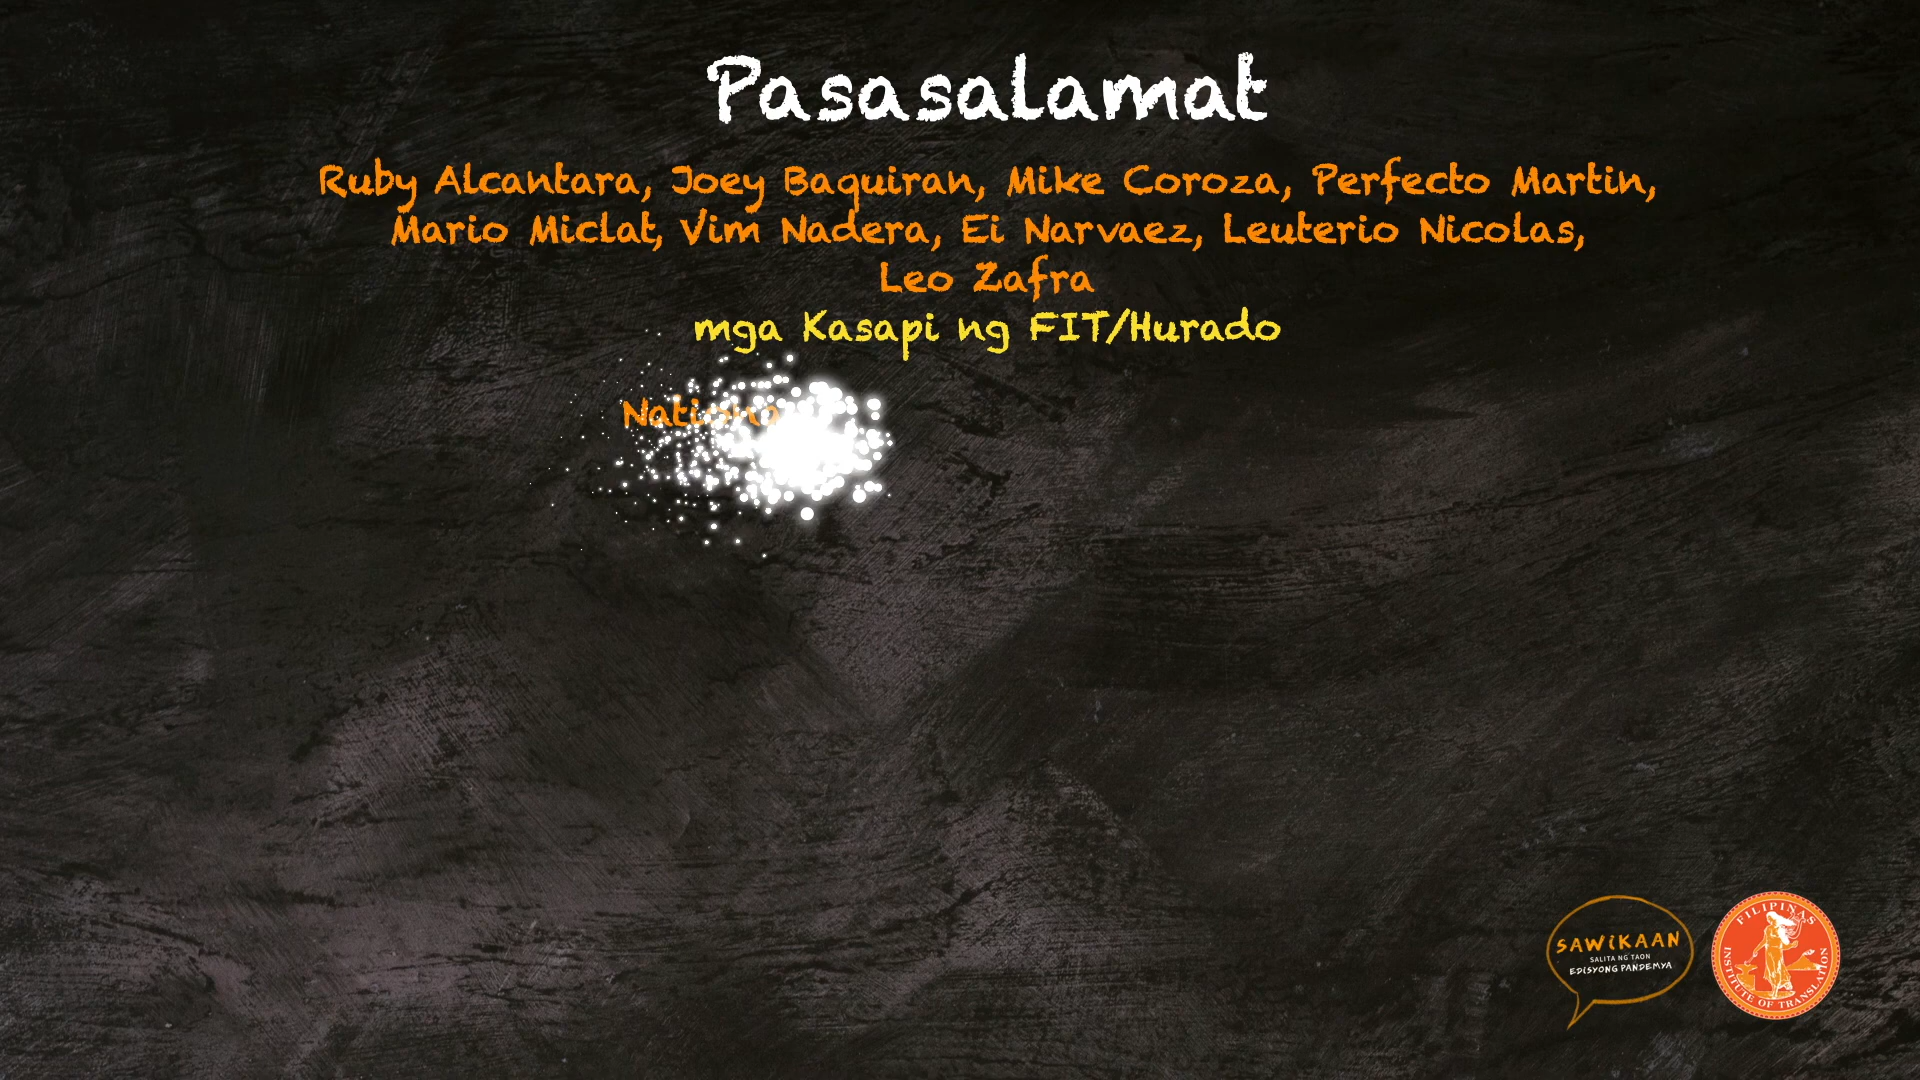 Pasasalamat
Ruby Alcantara, Joey Baquiran, Mike Coroza, Perfecto Martin,
Mario Miclat, Vim Nadera, Ei Narvaez, Leuterio Nicolas,
Leo Zafra
mga Kasapi ng FIT/Hurado
SAWIKAAN
SALITA NG TAON
EDISYONG PANDEMYA
FILIPINAS
INSTITUTE OF TRANSLATION